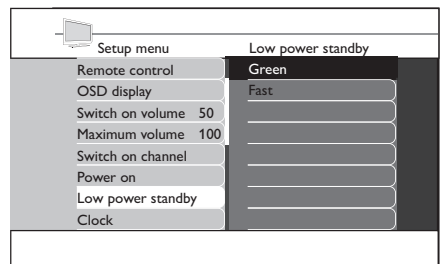 Setup menu
Low power standby
Remote control
Green
OSD display
Fast
Switch on volume 50
Maximum volume 100
Switch on channel
Power on
Low power standby
Clock